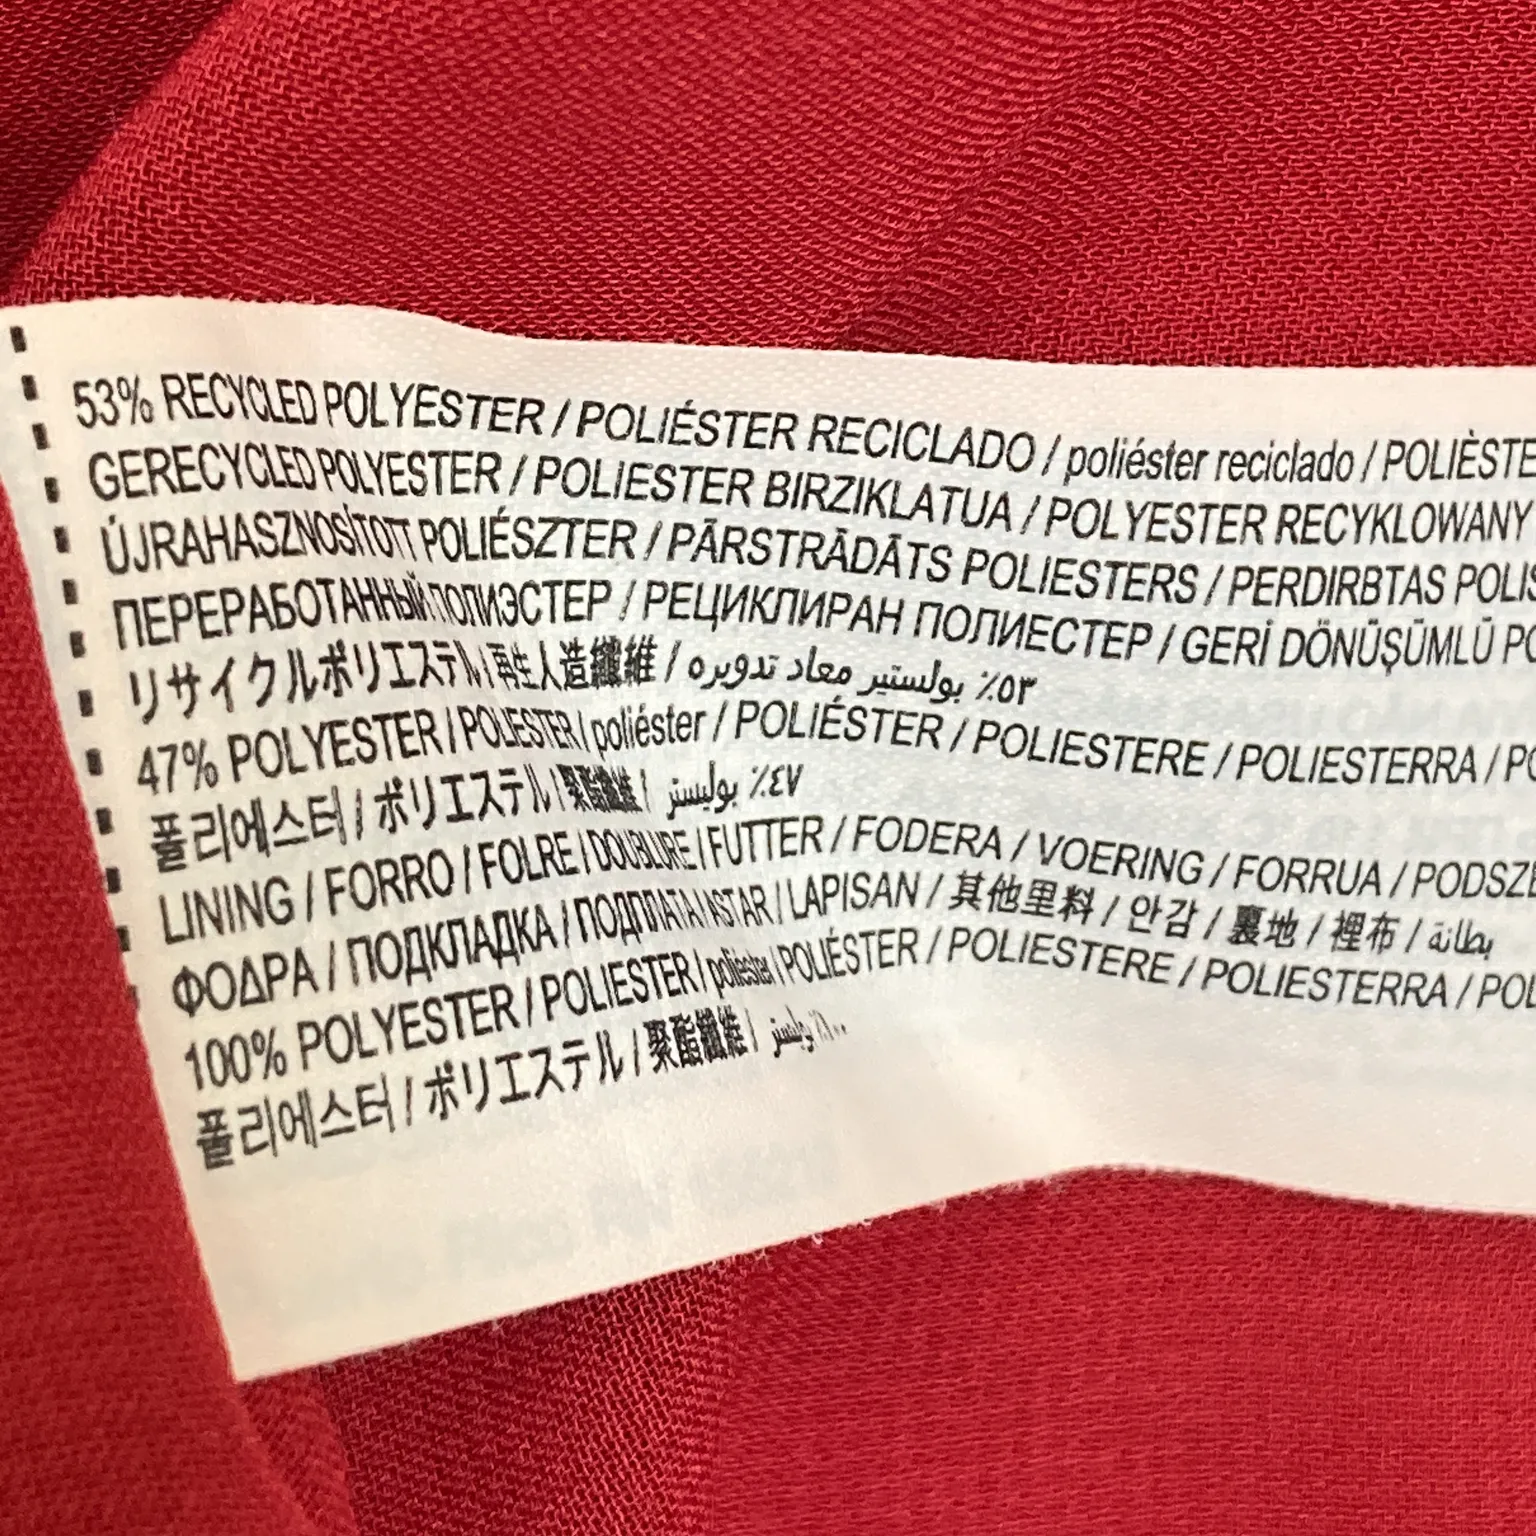 53% RECYCLED POLYESTER / POLIÉSTER RECICLADO / poliéster reciclado / POLIÈSTE
GERECYCLED POLYESTER / POLIESTER BIRZIKLATUA / POLYESTER RECYKLOWANY
ÚJRAHASZNOSÍTOTT POLIÉSZTER / PĀRSTRĀDĀTS POLIESTERS / PERDIRBTAS POLIS
ПЕРЕРАБОТАННЫЙ ПОЛИЭСТЕР / РЕЦИКЛИРАН ПОЛИЕСТЕР / GERİ DÖNÜŞÜMLÜ PO
リサイクルポリエステル / 再生人造纖維 / ٥٣٪ بوليستير معاد تدويره
47% POLYESTER / POLIESTER / poliéster / POLIÉSTER / POLIESTERE / POLIESTERRA / PO
폴리에스터 / ポリエステル / 聚酯纖維 / ٤٧٪ بوليستر
LINING / FORRO / FOLRE / DOUBLURE / FUTTER / FODERA / VOERING / FORRUA / PODSZE
ΦΟΔΡΑ / ПОДКЛАДКА / ПОДПЛАТА / ASTAR / LAPISAN / 其他里料 / 안감 / 裏地 / 裡布 / بطانة
100% POLYESTER / POLIESTER / poliéster / POLIÉSTER / POLIESTERE / POLIESTERRA / POL
폴리에스터 / ポリエステル / 聚酯纖維 / ١٠٠٪ بوليستر